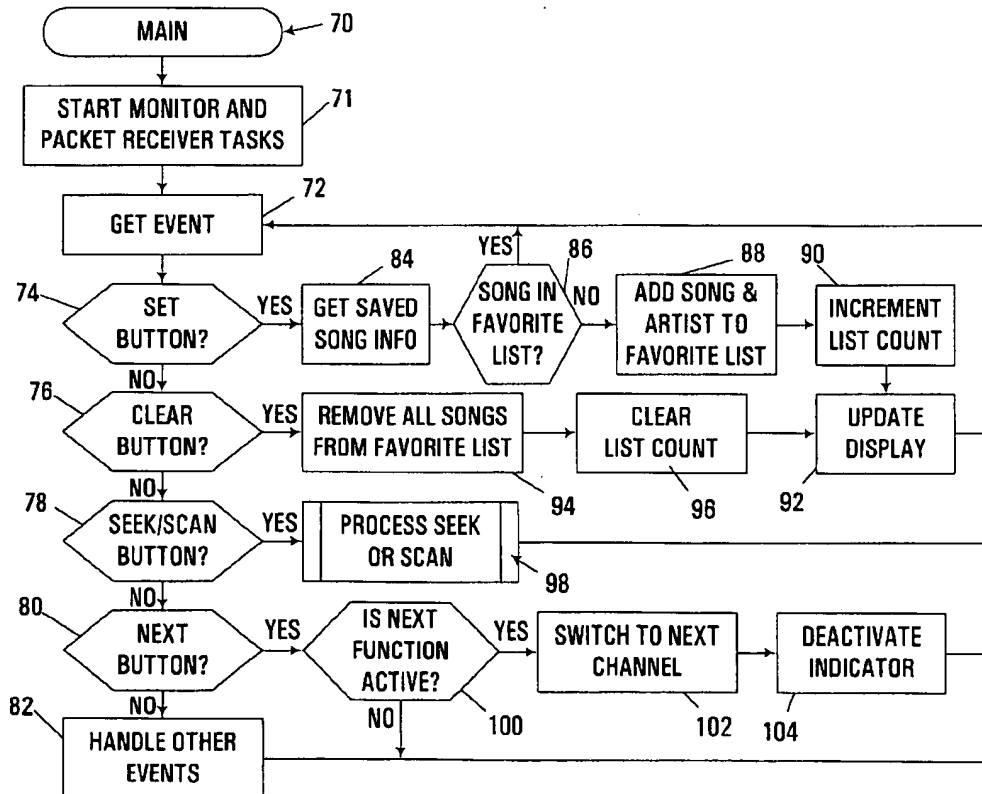 MAIN
70
START MONITOR AND
PACKET RECEIVER TASKS
71
GET EVENT
72
74
SET
BUTTON?
YES
GET SAVED
SONG INFO
84
SONG IN
FAVORITE
LIST?
86
YES
NO
ADD SONG &
ARTIST TO
FAVORITE LIST
88
INCREMENT
LIST COUNT
90
NO
76
CLEAR
BUTTON?
YES
REMOVE ALL SONGS
FROM FAVORITE LIST
94
CLEAR
LIST COUNT
96
UPDATE
DISPLAY
92
NO
78
SEEK/SCAN
BUTTON?
YES
PROCESS SEEK
OR SCAN
98
NO
80
NEXT
BUTTON?
YES
IS NEXT
FUNCTION
ACTIVE?
100
YES
SWITCH TO NEXT
CHANNEL
102
DEACTIVATE
INDICATOR
104
NO
NO
82
HANDLE OTHER
EVENTS